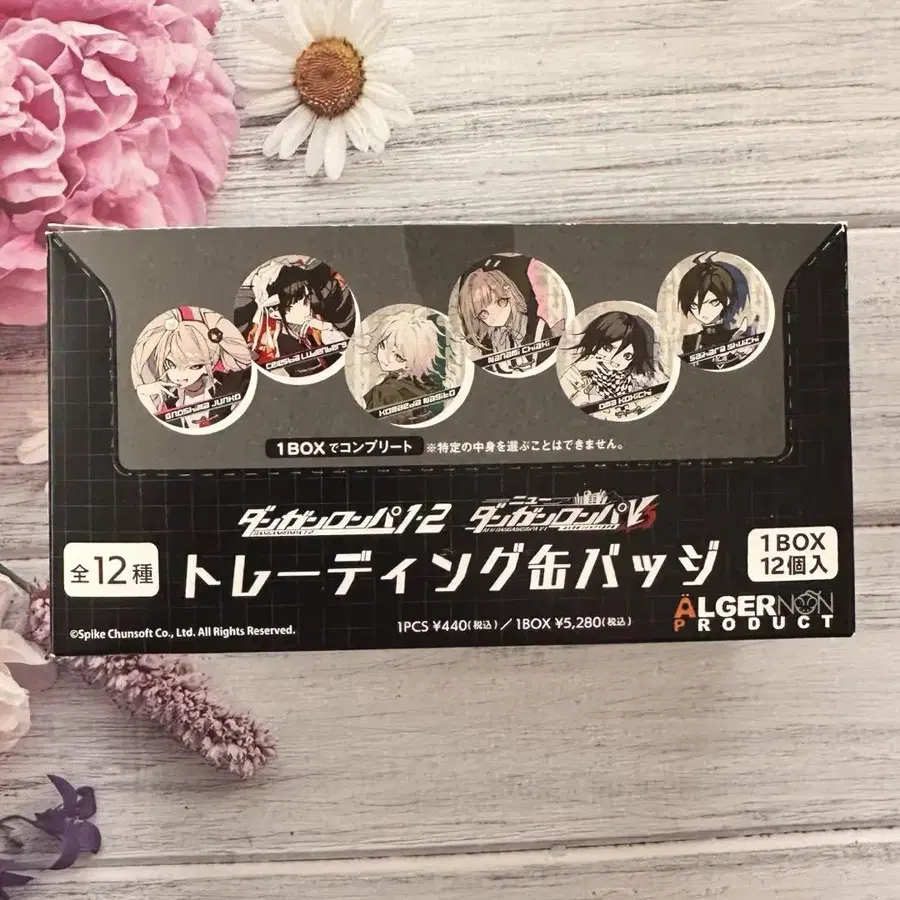 ENOSHIMA JUNKO
CELESTIA LUDENBERG
KOMAEDA NAGITO
NANAMI CHIAKI
OMA KOKICHI
SAIHARA SHUICHI
1BOXでコンプリート ※特定の中身を選ぶことはできません。
ダンガンロンパ1・2 ニューダンガンロンパV3
全12種 トレーディング缶バッジ 1BOX 12個入
©Spike Chunsoft Co., Ltd. All Rights Reserved.
1PCS ¥440(税込) / 1BOX ¥5,280(税込)
ÄLGERNON
PRODUCT